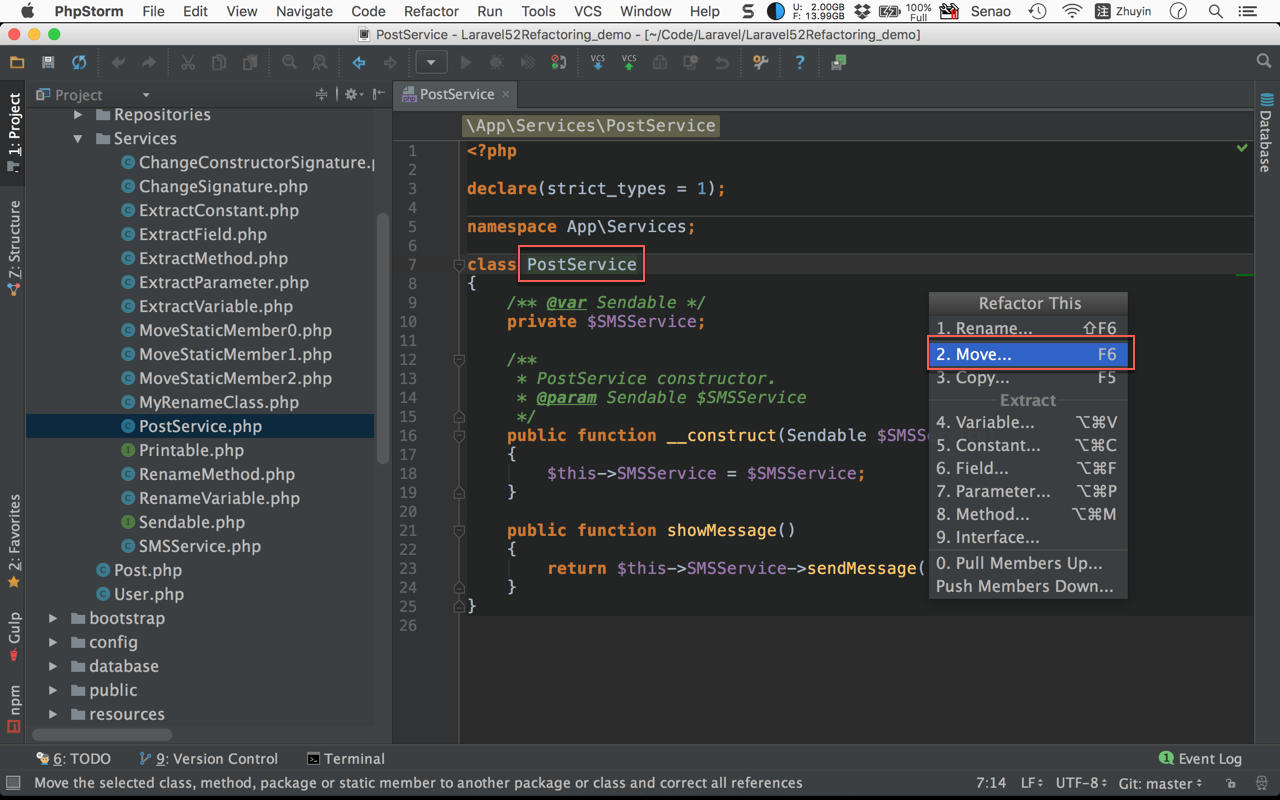 PhpStorm File Edit View Navigate Code Refactor Run Tools VCS Window Help U: 2.00GB F: 13.99GB 100% Full Senao 注 Zhuyin
PostService - Laravel52Refactoring_demo - [~/Code/Laravel/Laravel52Refactoring_demo]
VCS VCS
Project
PostService
1: Project
7: Structure
2: Favorites
Gulp
npm
Repositories
Services
ChangeConstructorSignature.p
ChangeSignature.php
ExtractConstant.php
ExtractField.php
ExtractMethod.php
ExtractParameter.php
ExtractVariable.php
MoveStaticMember0.php
MoveStaticMember1.php
MoveStaticMember2.php
MyRenameClass.php
PostService.php
Printable.php
RenameMethod.php
RenameVariable.php
Sendable.php
SMSService.php
Post.php
User.php
bootstrap
config
database
public
resources
\App\Services\PostService
1 <?php
2
3 declare(strict_types = 1);
4
5 namespace App\Services;
6
7 class PostService
8 {
9 /** @var Sendable */
10 private $SMSService;
11
12 /**
13 * PostService constructor.
14 * @param Sendable $SMSService
15 */
16 public function __construct(Sendable $SMSS
17 {
18 $this->SMSService = $SMSService;
19 }
20
21 public function showMessage()
22 {
23 return $this->SMSService->sendMessage(
24 }
25 }
26
Refactor This
1. Rename... ⇧F6
2. Move... F6
3. Copy... F5
Extract
4. Variable... ⌥⌘V
5. Constant... ⌥⌘C
6. Field... ⌥⌘F
7. Parameter... ⌥⌘P
8. Method... ⌥⌘M
9. Interface...
0. Pull Members Up...
Push Members Down...
Database
6: TODO 9: Version Control Terminal 1 Event Log
Move the selected class, method, package or static member to another package or class and correct all references 7:14 LF UTF-8 Git: master